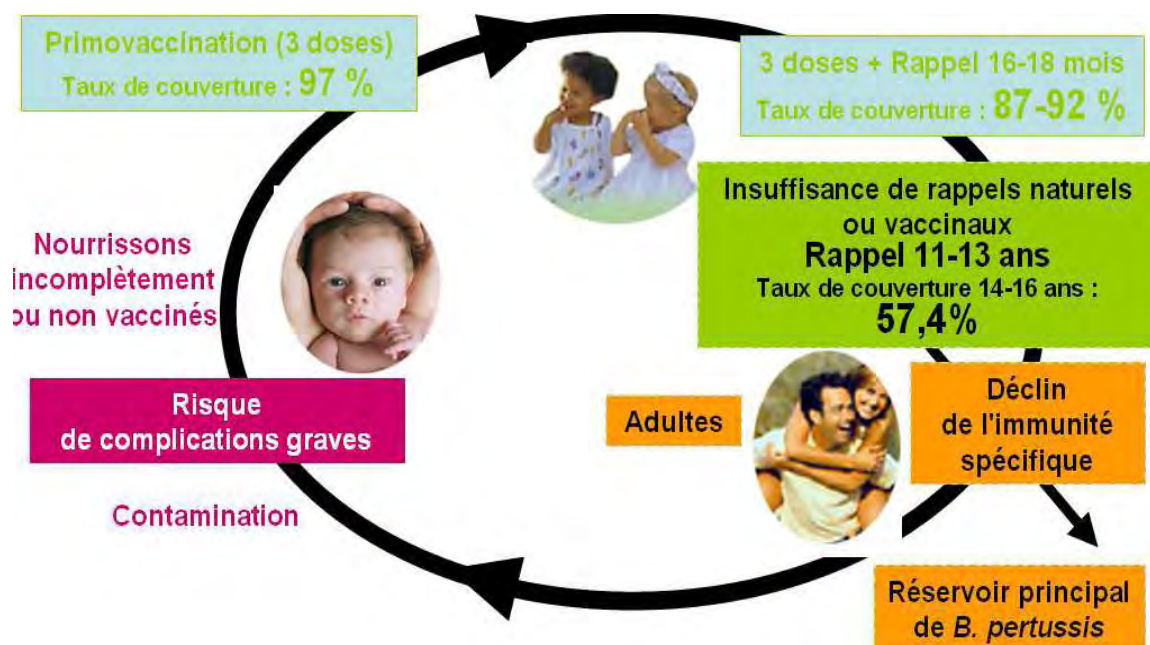 Primovaccination (3 doses)
Taux de couverture : 97 %
3 doses + Rappel 16-18 mois
Taux de couverture : 87-92 %
Insuffisance de rappels naturels
ou vaccinaux
Rappel 11-13 ans
Taux de couverture 14-16 ans :
57,4%
Nourrissons
incomplètement
ou non vaccinés
Risque
de complications graves
Contamination
Adultes
Déclin
de l'immunité
spécifique
Réservoir principal
de B. pertussis